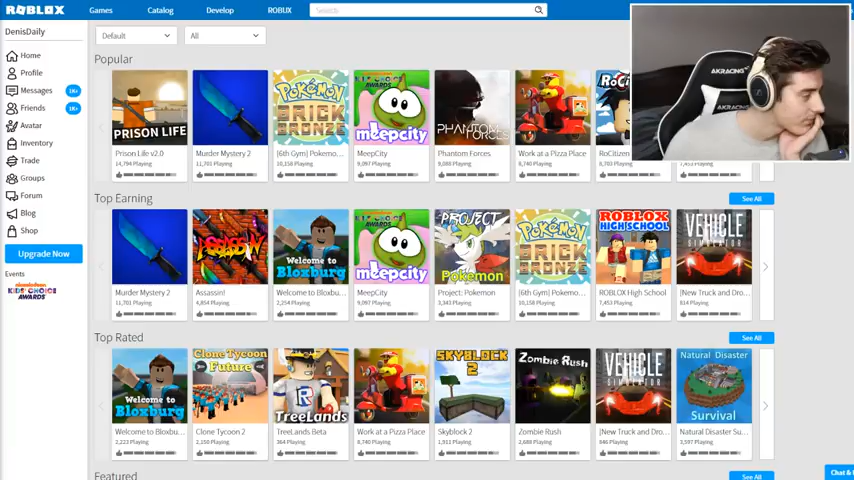 ROBLOX Games Catalog Develop ROBUX Search
DenisDaily
Default All
Home
Profile
Messages 1K+
Friends 1K+
Avatar
Inventory
Trade
Groups
Forum
Blog
Shop
Upgrade Now
Events
nickelodeon
KIDS' CHOICE
AWARDS
Popular
PRISON LIFE
POKÉMON
BRICK
BRONZE
meepcity
PHANTOM FORCES
AKRACING
Prison Life v2.0 Murder Mystery 2 [6th Gym] Pokemo... MeepCity Phantom Forces Work at a Pizza Place RoCitizen
14,794 Playing 11,701 Playing 10,158 Playing 9,097 Playing 9,080 Playing 8,740 Playing 8,703 Playing 7,453 Playing
Top Earning See All
ASSASSIN!
Welcome to
Bloxburg
meepcity
PROJECT:
Pokémon
POKÉMON
BRICK
BRONZE
ROBLOX
HIGH SCHOOL
VEHICLE
SIMULATOR
Murder Mystery 2 Assassin! Welcome to Bloxbu... MeepCity Project: Pokemon [6th Gym] Pokemo... ROBLOX High School [New Truck and Dro...
11,701 Playing 4,854 Playing 2,254 Playing 9,097 Playing 3,343 Playing 10,158 Playing 7,453 Playing 814 Playing
Top Rated See All
Welcome to
Bloxburg
Clone Tycoon
Future
TreeLands
SKYBLOCK
2
Zombie Rush
VEHICLE
SIMULATOR
Natural Disaster
Survival
Welcome to Bloxbu... Clone Tycoon 2 TreeLands Beta Work at a Pizza Place Skyblock 2 Zombie Rush [New Truck and Dro... Natural Disaster Su...
2,223 Playing 2,150 Playing 364 Playing 8,740 Playing 1,911 Playing 2,688 Playing 846 Playing 3,597 Playing
Featured See All
Chat &